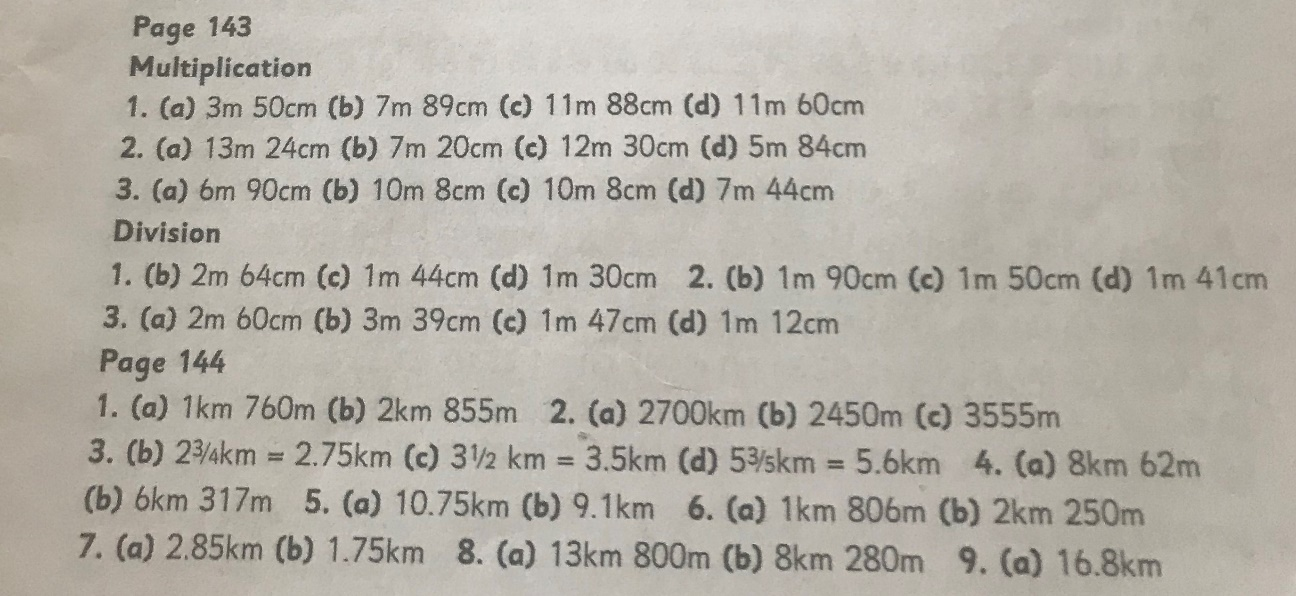 Page 143
Multiplication
1. (a) 3m 50cm (b) 7m 89cm (c) 11m 88cm (d) 11m 60cm
2. (a) 13m 24cm (b) 7m 20cm (c) 12m 30cm (d) 5m 84cm
3. (a) 6m 90cm (b) 10m 8cm (c) 10m 8cm (d) 7m 44cm
Division
1. (b) 2m 64cm (c) 1m 44cm (d) 1m 30cm 2. (b) 1m 90cm (c) 1m 50cm (d) 1m 41cm
3. (a) 2m 60cm (b) 3m 39cm (c) 1m 47cm (d) 1m 12cm
Page 144
1. (a) 1km 760m (b) 2km 855m 2. (a) 2700km (b) 2450m (c) 3555m
3. (b) 2¾km = 2.75km (c) 3½ km = 3.5km (d) 5⅗km = 5.6km 4. (a) 8km 62m
(b) 6km 317m 5. (a) 10.75km (b) 9.1km 6. (a) 1km 806m (b) 2km 250m
7. (a) 2.85km (b) 1.75km 8. (a) 13km 800m (b) 8km 280m 9. (a) 16.8km